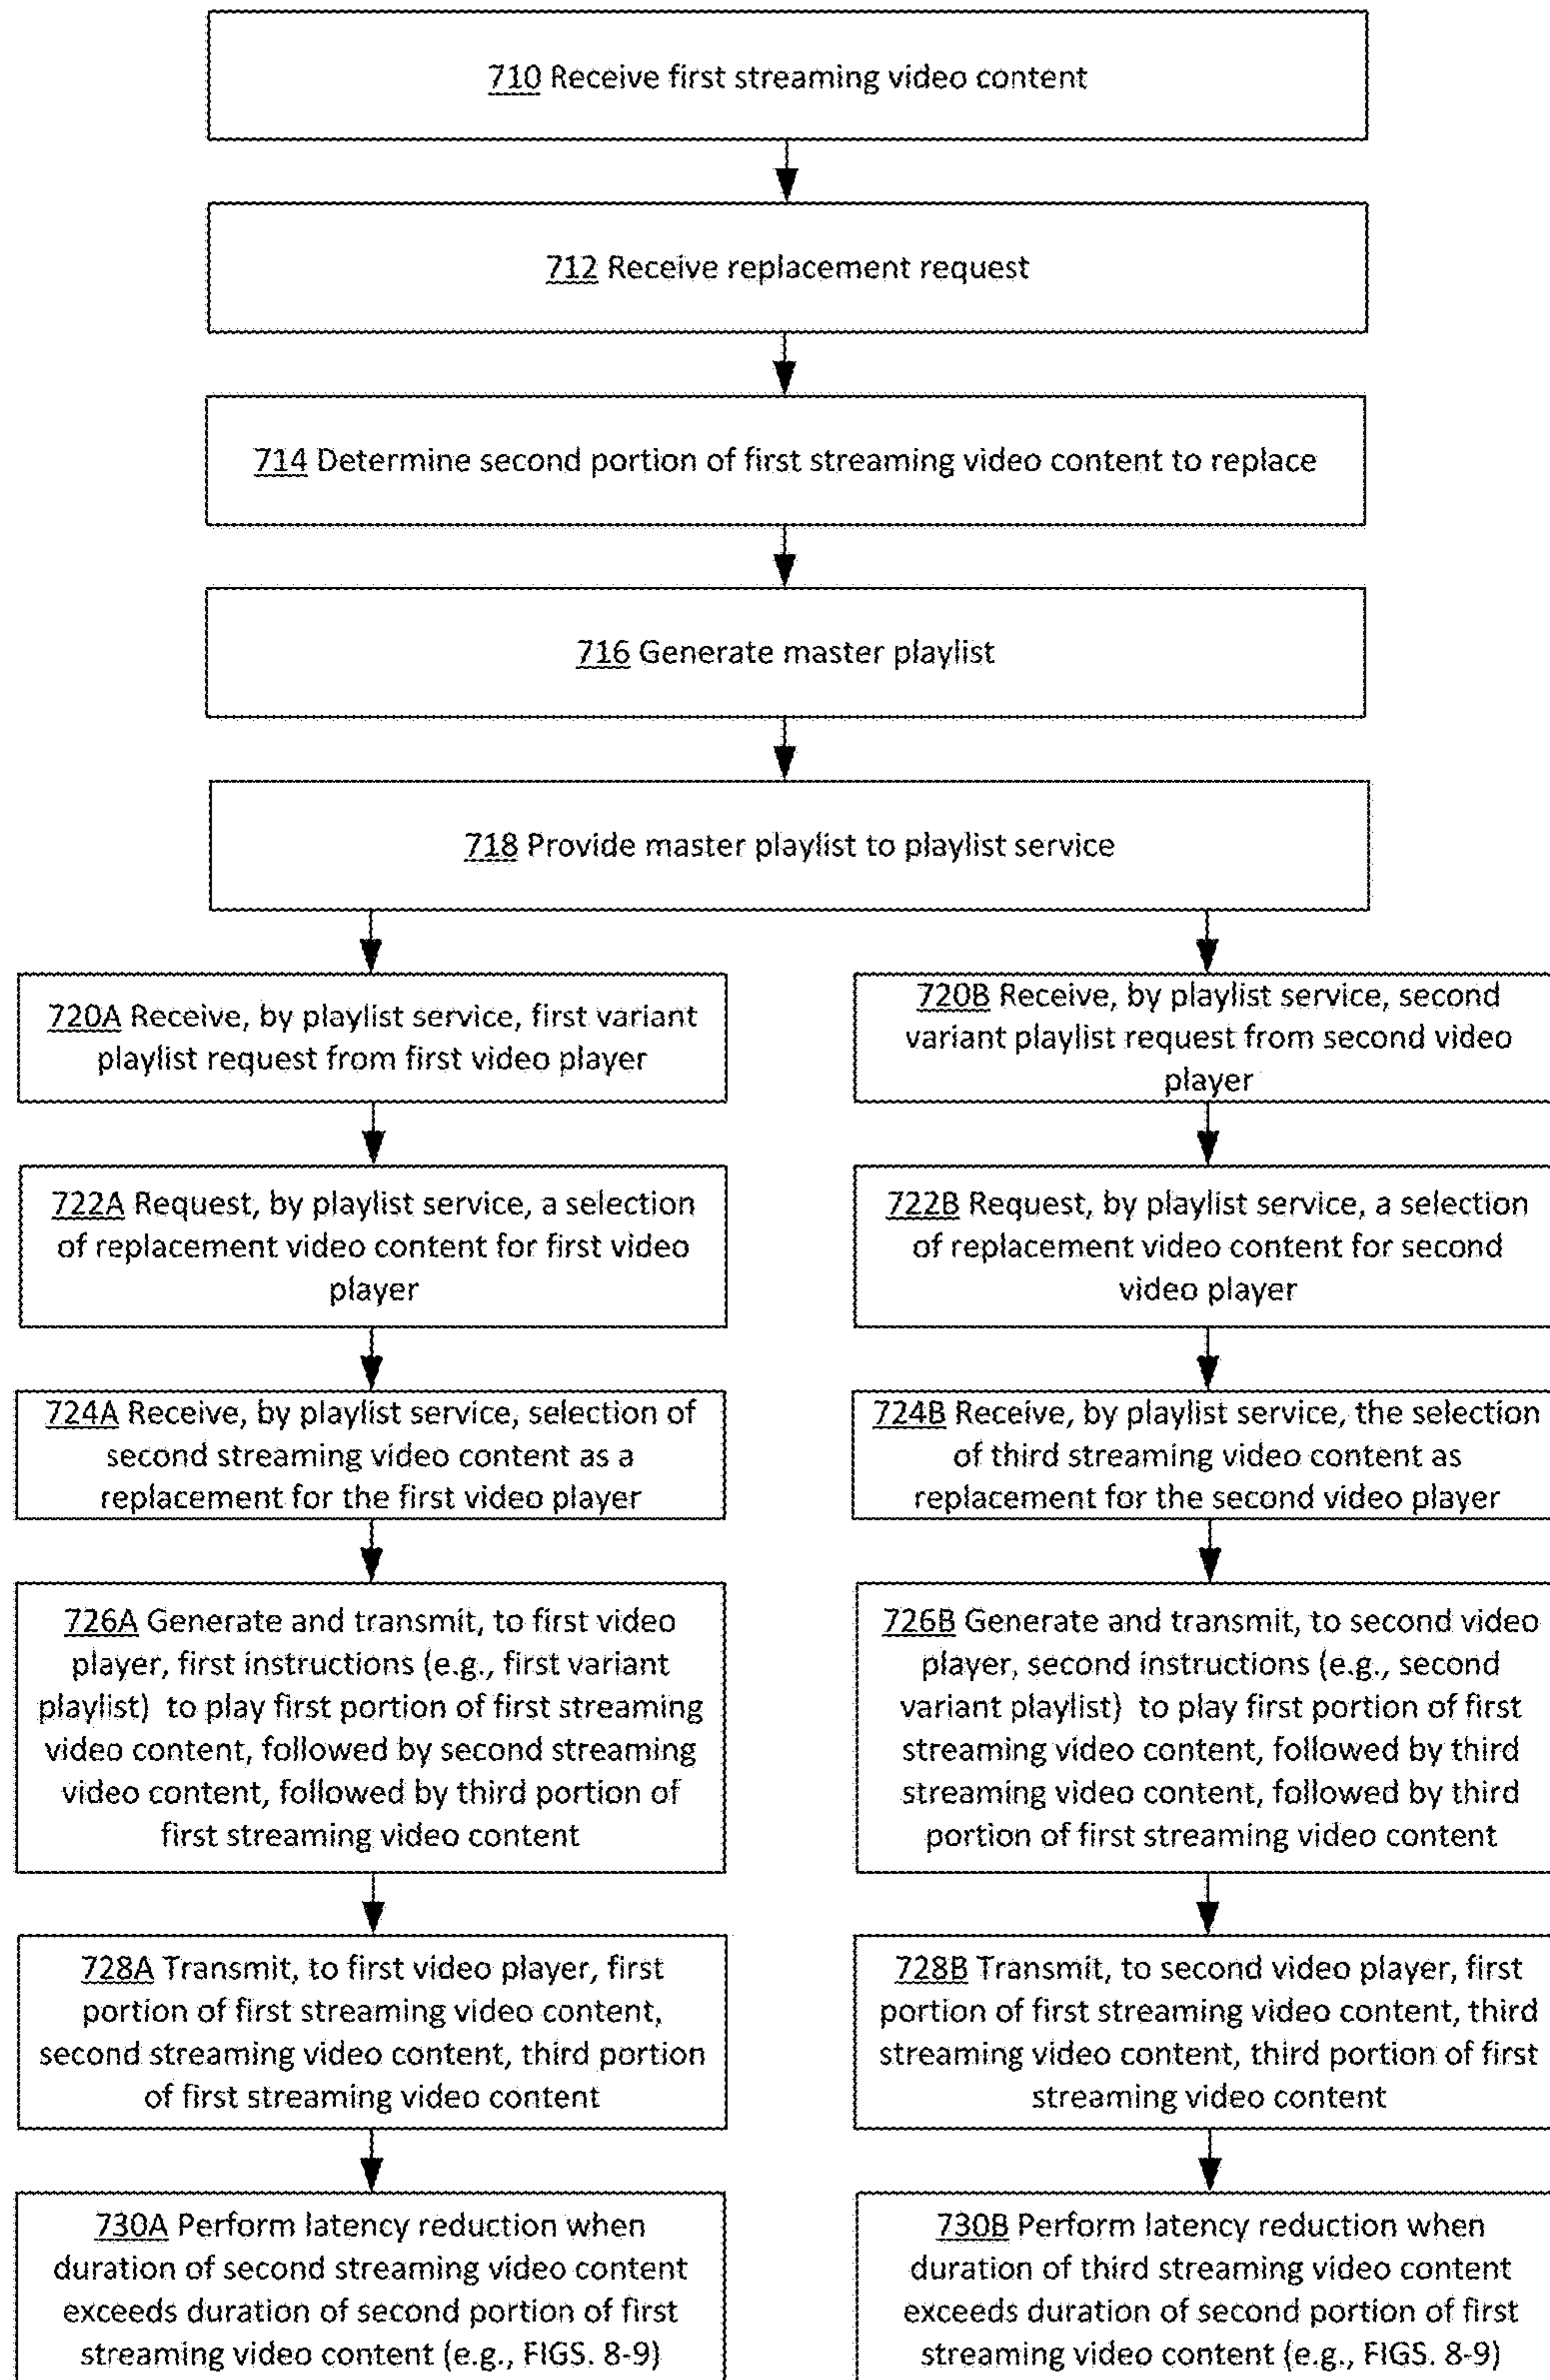 710 Receive first streaming video content
712 Receive replacement request
714 Determine second portion of first streaming video content to replace
716 Generate master playlist
718 Provide master playlist to playlist service
720A Receive, by playlist service, first variant
playlist request from first video player
720B Receive, by playlist service, second
variant playlist request from second video
player
722A Request, by playlist service, a selection
of replacement video content for first video
player
722B Request, by playlist service, a selection
of replacement video content for second
video player
724A Receive, by playlist service, selection of
second streaming video content as a
replacement for the first video player
724B Receive, by playlist service, the selection
of third streaming video content as
replacement for the second video player
726A Generate and transmit, to first video
player, first instructions (e.g., first variant
playlist) to play first portion of first streaming
video content, followed by second streaming
video content, followed by third portion of
first streaming video content
726B Generate and transmit, to second video
player, second instructions (e.g., second
variant playlist) to play first portion of first
streaming video content, followed by third
streaming video content, followed by third
portion of first streaming video content
728A Transmit, to first video player, first
portion of first streaming video content,
second streaming video content, third portion
of first streaming video content
728B Transmit, to second video player, first
portion of first streaming video content, third
streaming video content, third portion of first
streaming video content
730A Perform latency reduction when
duration of second streaming video content
exceeds duration of second portion of first
streaming video content (e.g., FIGS. 8-9)
730B Perform latency reduction when
duration of third streaming video content
exceeds duration of second portion of first
streaming video content (e.g., FIGS. 8-9)